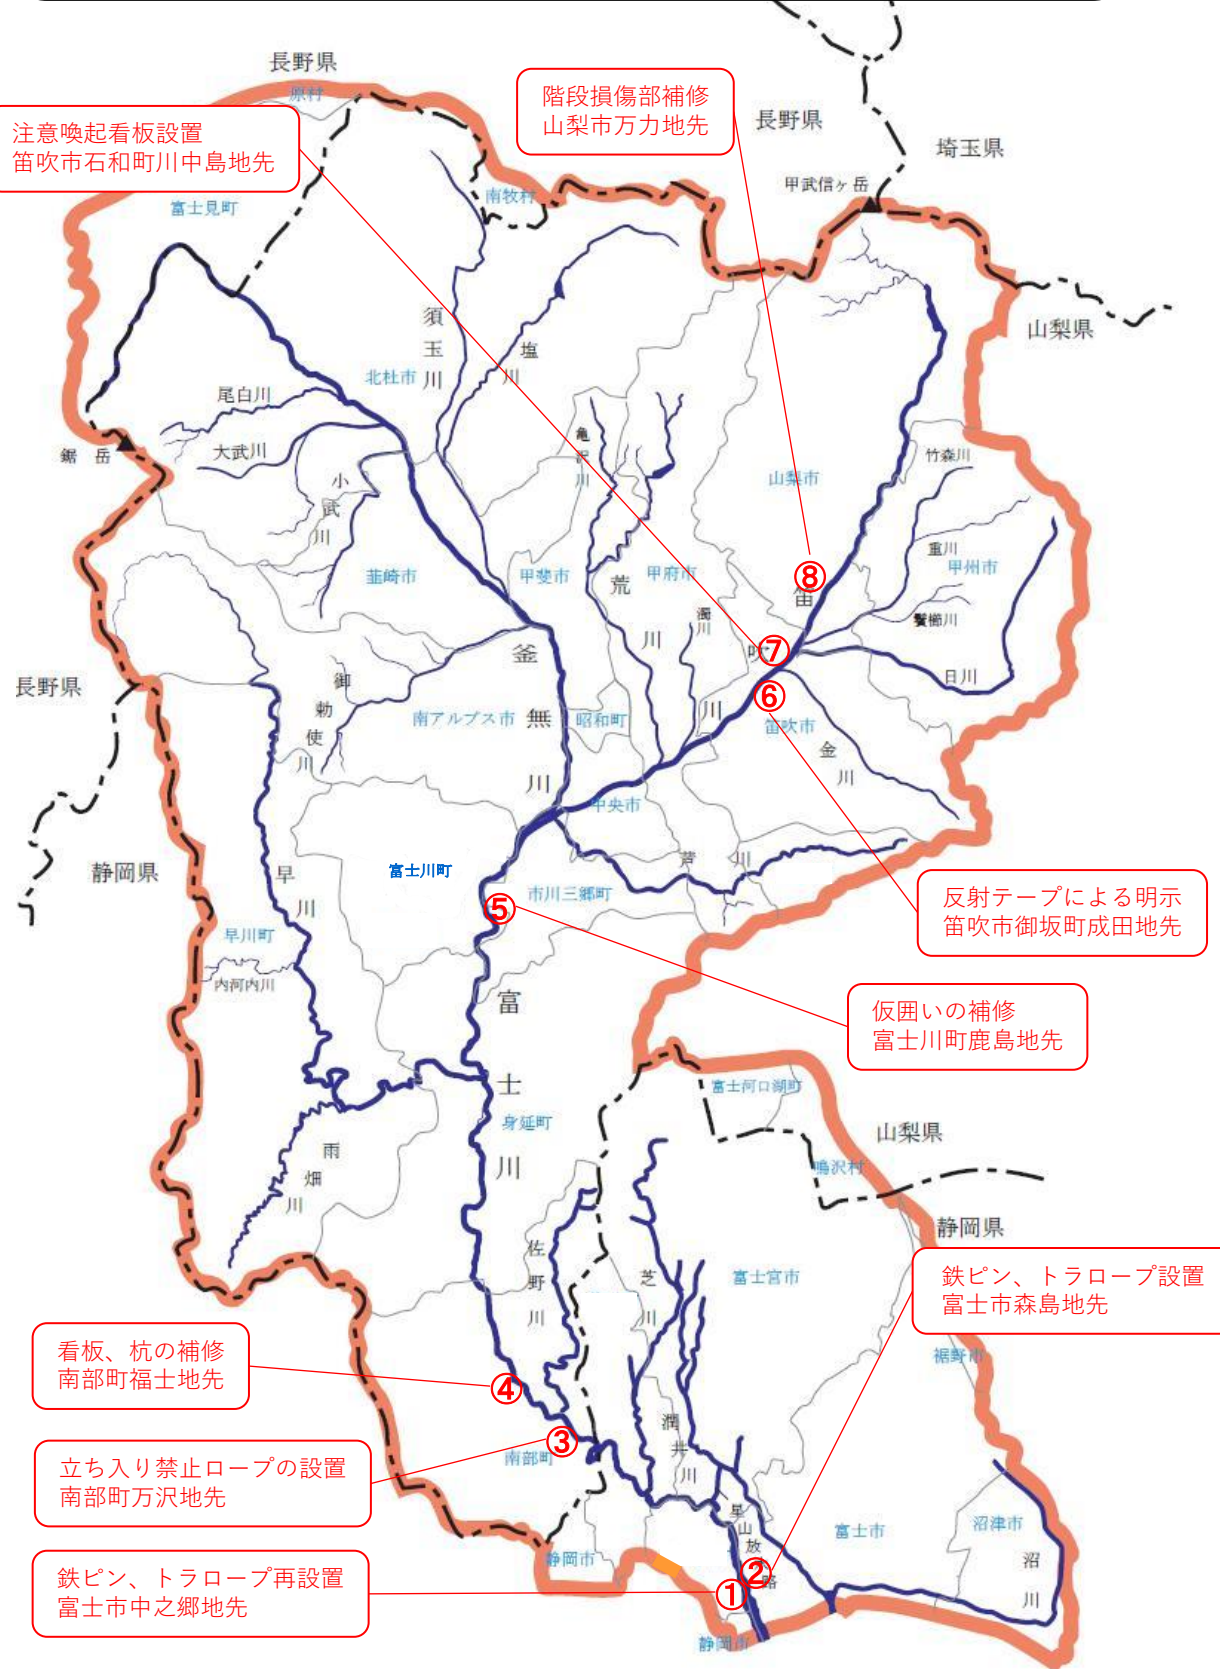 長野県
原村
注意喚起看板設置
笛吹市石和町川中島地先
階段損傷部補修
山梨市万力地先
長野県
埼玉県
甲武信ヶ岳
南牧村
富士見町
山梨県
須玉川
塩川
北杜市
尾白川
大武川
鋸岳
小武川
亀沢川
山梨市
竹森川
重川
甲州市
鬢櫛川
日川
韮崎市
甲斐市
荒川
甲府市
濁川
⑧
笛吹川
⑦
⑥
笛吹市
金川
長野県
御勅使川
南アルプス市
釜無川
昭和町
中央市
静岡県
早川
富士川町
芦川
市川三郷町
⑤
反射テープによる明示
笛吹市御坂町成田地先
早川町
内河内川
仮囲いの補修
富士川町鹿島地先
富士川
身延町
富士河口湖町
山梨県
鳴沢村
雨畑川
静岡県
佐野川
芝川
富士宮市
鉄ピン、トラロープ設置
富士市森島地先
裾野市
看板、杭の補修
南部町福士地先
④
③
南部町
立ち入り禁止ロープの設置
南部町万沢地先
潤井川
星山放水路
富士市
沼津市
沼川
静岡市
②
①
鉄ピン、トラロープ再設置
富士市中之郷地先
静岡市